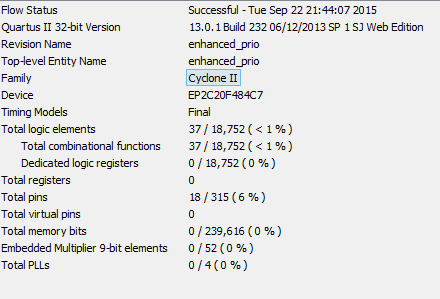 Flow Status Successful - Tue Sep 22 21:44:07 2015
Quartus II 32-bit Version 13.0.1 Build 232 06/12/2013 SP 1 SJ Web Edition
Revision Name enhanced_prio
Top-level Entity Name enhanced_prio
Family Cyclone II
Device EP2C20F484C7
Timing Models Final
Total logic elements 37 / 18,752 ( < 1 % )
Total combinational functions 37 / 18,752 ( < 1 % )
Dedicated logic registers 0 / 18,752 ( 0 % )
Total registers 0
Total pins 18 / 315 ( 6 % )
Total virtual pins 0
Total memory bits 0 / 239,616 ( 0 % )
Embedded Multiplier 9-bit elements 0 / 52 ( 0 % )
Total PLLs 0 / 4 ( 0 % )